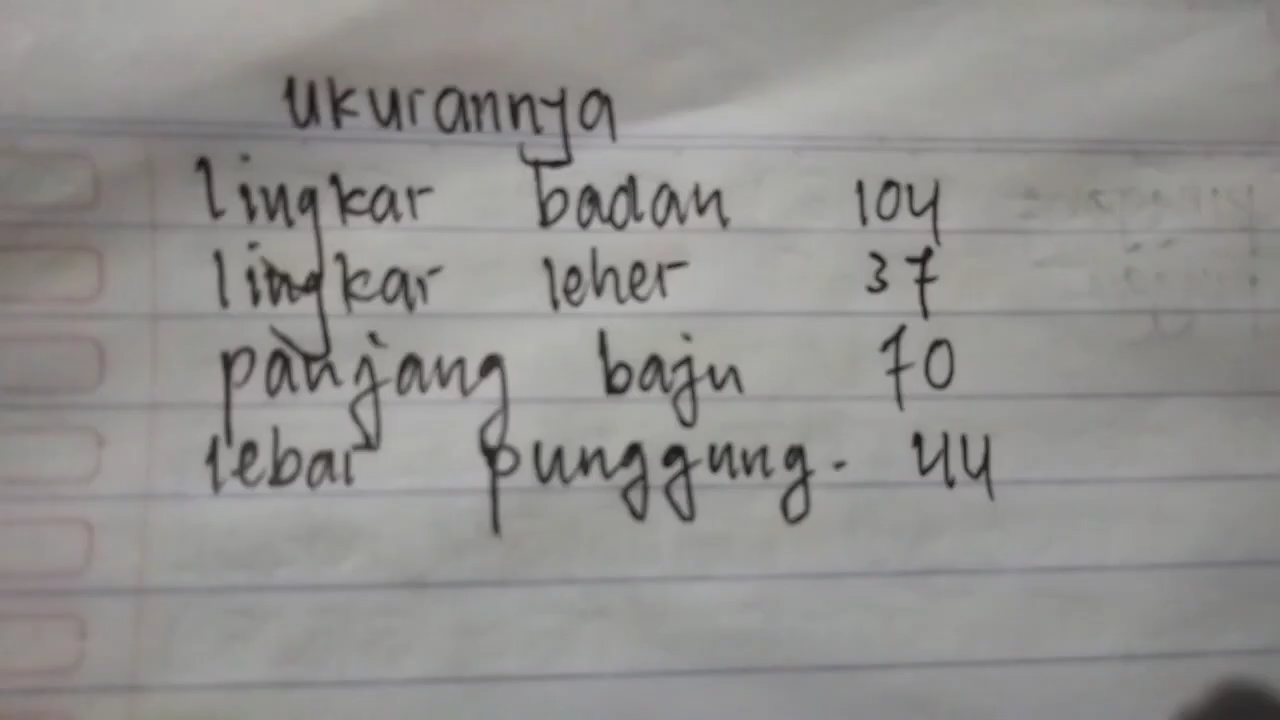 ukurannya
lingkar badan 104
lingkar leher 37
panjang baju 70
lebar punggung. 44